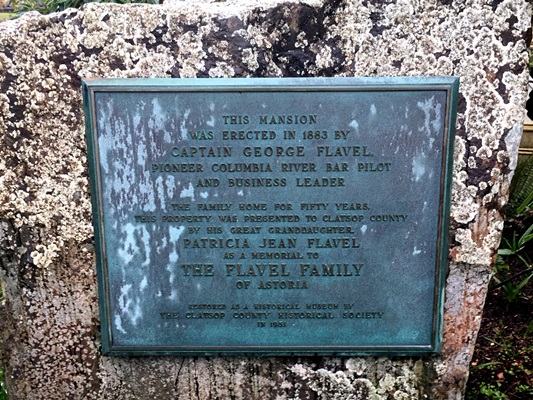 THIS MANSION
WAS ERECTED IN 1883 BY
CAPTAIN GEORGE FLAVEL,
PIONEER COLUMBIA RIVER BAR PILOT
AND BUSINESS LEADER
THE FAMILY HOME FOR FIFTY YEARS,
THIS PROPERTY WAS PRESENTED TO CLATSOP COUNTY
BY HIS GREAT GRANDDAUGHTER,
PATRICIA JEAN FLAVEL
AS A MEMORIAL TO
THE FLAVEL FAMILY
OF ASTORIA
RESTORED AS A HISTORICAL MUSEUM BY
THE CLATSOP COUNTY HISTORICAL SOCIETY
IN 1951